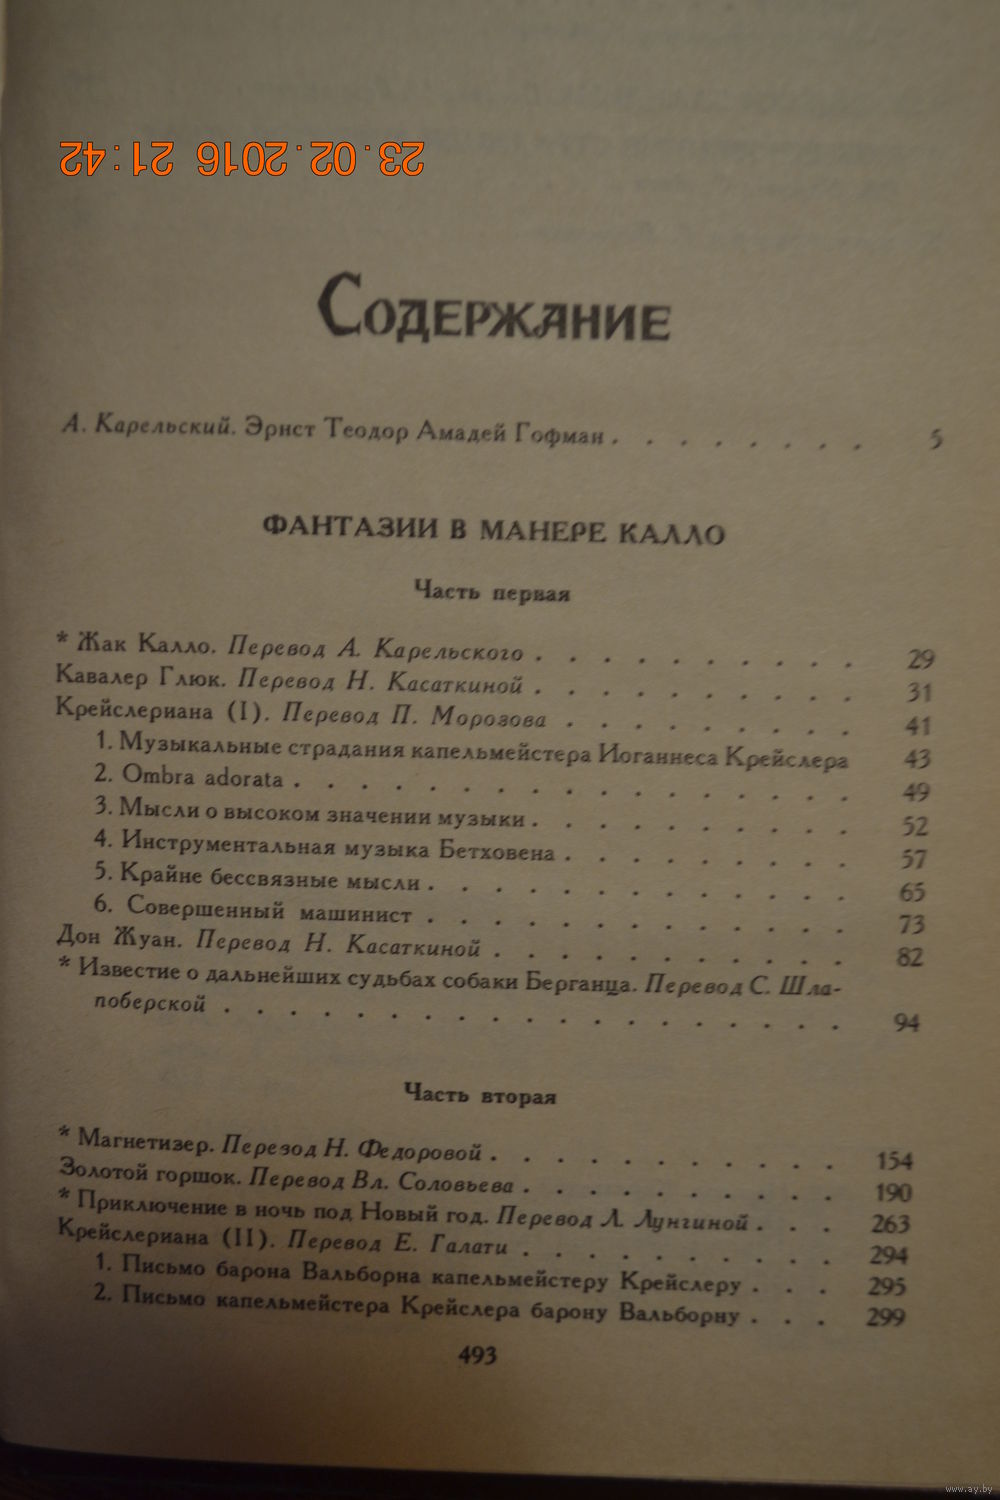 23.02.2016 21:42
Содержание
А. Карельский. Эрнст Теодор Амадей Гофман . . . . . . . . 5
ФАНТАЗИИ В МАНЕРЕ КАЛЛО
Часть первая
* Жак Калло. Перевод А. Карельского . . . . . . . . . . 29
Кавалер Глюк. Перевод Н. Касаткиной . . . . . . . . . . 31
Крейслериана (I). Перевод П. Морозова . . . . . . . . . 41
1. Музыкальные страдания капельмейстера Иоганнеса Крейслера 43
2. Ombra adorata . . . . . . . . . . . . . . . . . 49
3. Мысли о высоком значении музыки . . . . . . . . . . 52
4. Инструментальная музыка Бетховена . . . . . . . . . 57
5. Крайне бессвязные мысли . . . . . . . . . . . . . 65
6. Совершенный машинист . . . . . . . . . . . . . 73
Дон Жуан. Перевод Н. Касаткиной . . . . . . . . . . . 82
* Известие о дальнейших судьбах собаки Берганца. Перевод С. Шла-
поберской . . . . . . . . . . . . . . . . . . . 94
Часть вторая
* Магнетизер. Перевод Н. Федоровой . . . . . . . . . . . 154
Золотой горшок. Перевод Вл. Соловьева . . . . . . . . . . 190
* Приключение в ночь под Новый год. Перевод Л. Лунгиной . . . 263
Крейслериана (II). Перевод Е. Галати . . . . . . . . . . 294
1. Письмо барона Вальборна капельмейстеру Крейслеру . . . 295
2. Письмо капельмейстера Крейслера барону Вальборну . . . 299
493
www.ay.by